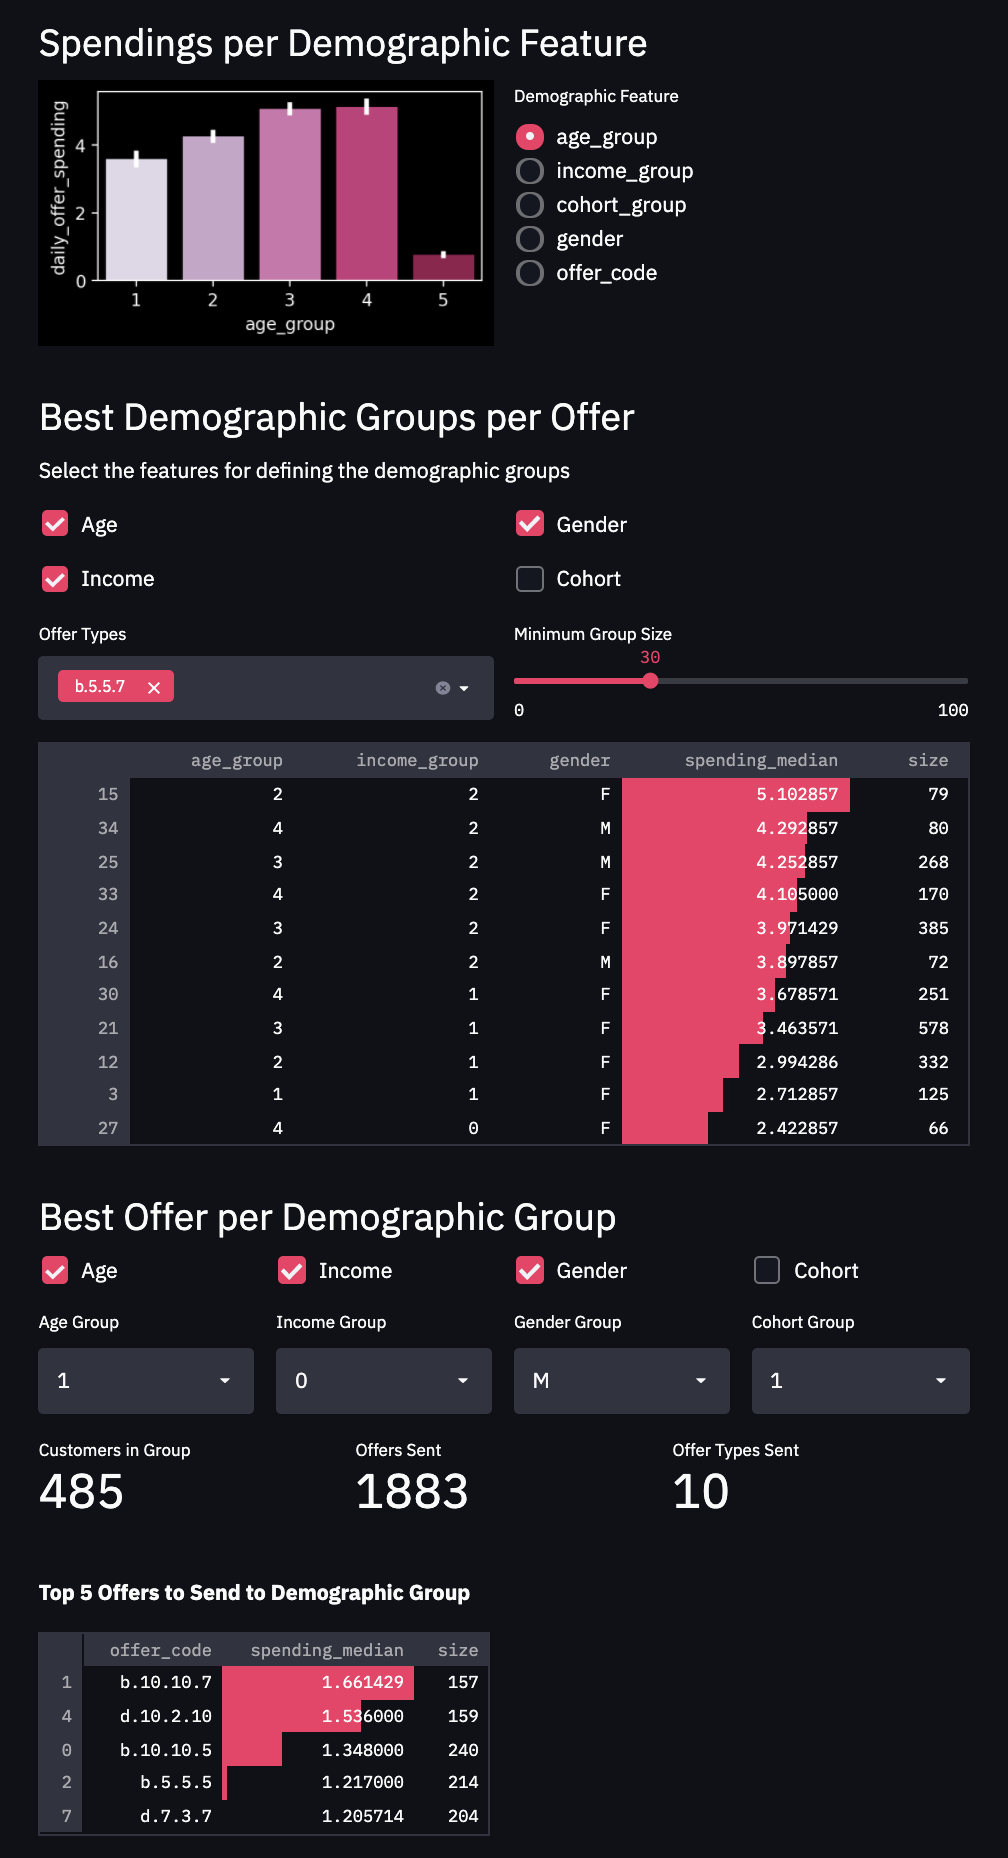 Spendings per Demographic Feature
daily_offer_spending
4
2
0
1 2 3 4 5
age_group
Demographic Feature
age_group
income_group
cohort_group
gender
offer_code
Best Demographic Groups per Offer
Select the features for defining the demographic groups
Age Gender
Income Cohort
Offer Types Minimum Group Size
30
b.5.5.7
0 100
age_group income_group gender spending_median size
15 2 2 F 5.102857 79
34 4 2 M 4.292857 80
25 3 2 M 4.252857 268
33 4 2 F 4.105000 170
24 3 2 F 3.971429 385
16 2 2 M 3.897857 72
30 4 1 F 3.678571 251
21 3 1 F 3.463571 578
12 2 1 F 2.994286 332
3 1 1 F 2.712857 125
27 4 0 F 2.422857 66
Best Offer per Demographic Group
Age Income Gender Cohort
Age Group Income Group Gender Group Cohort Group
1 0 M 1
Customers in Group Offers Sent Offer Types Sent
485 1883 10
Top 5 Offers to Send to Demographic Group
offer_code spending_median size
1 b.10.10.7 1.661429 157
4 d.10.2.10 1.536000 159
0 b.10.10.5 1.348000 240
2 b.5.5.5 1.217000 214
7 d.7.3.7 1.205714 204